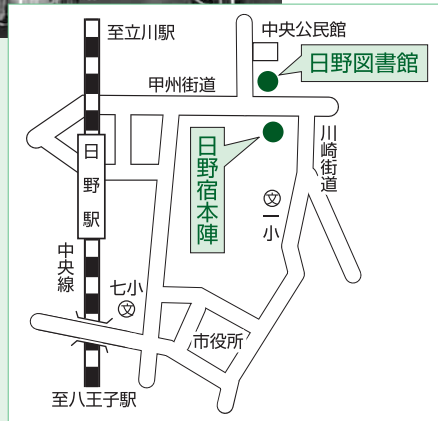 至立川駅
中央公民館
日野図書館
甲州街道
川崎街道
日野駅
日野宿本陣
文
一小
中央線
七小
文
市役所
至八王子駅